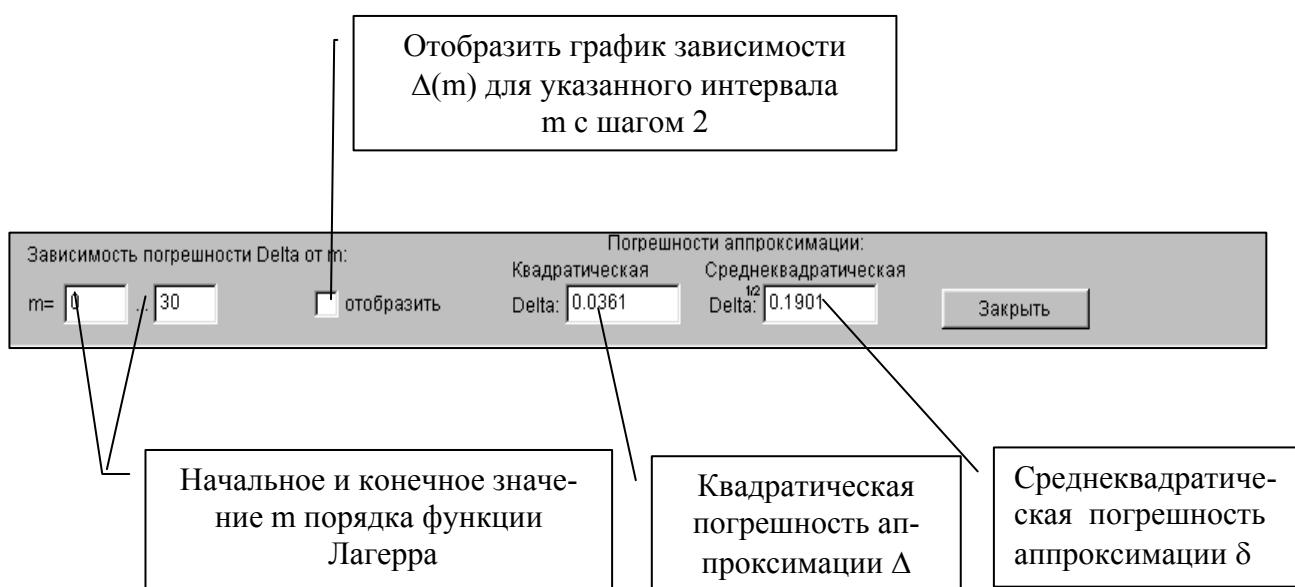 Отобразить график зависимости
Δ(m) для указанного интервала
m с шагом 2
Зависимость погрешности Delta от m:
m= 0 ... 30
отобразить
Погрешности аппроксимации:
Квадратическая
Delta: 0.0361
Среднеквадратическая
Delta 1/2: 0.1901
Закрыть
Начальное и конечное значе-
ние m порядка функции
Лагерра
Квадратическая
погрешность ап-
проксимации Δ
Среднеквадратиче-
ская погрешность
аппроксимации δ